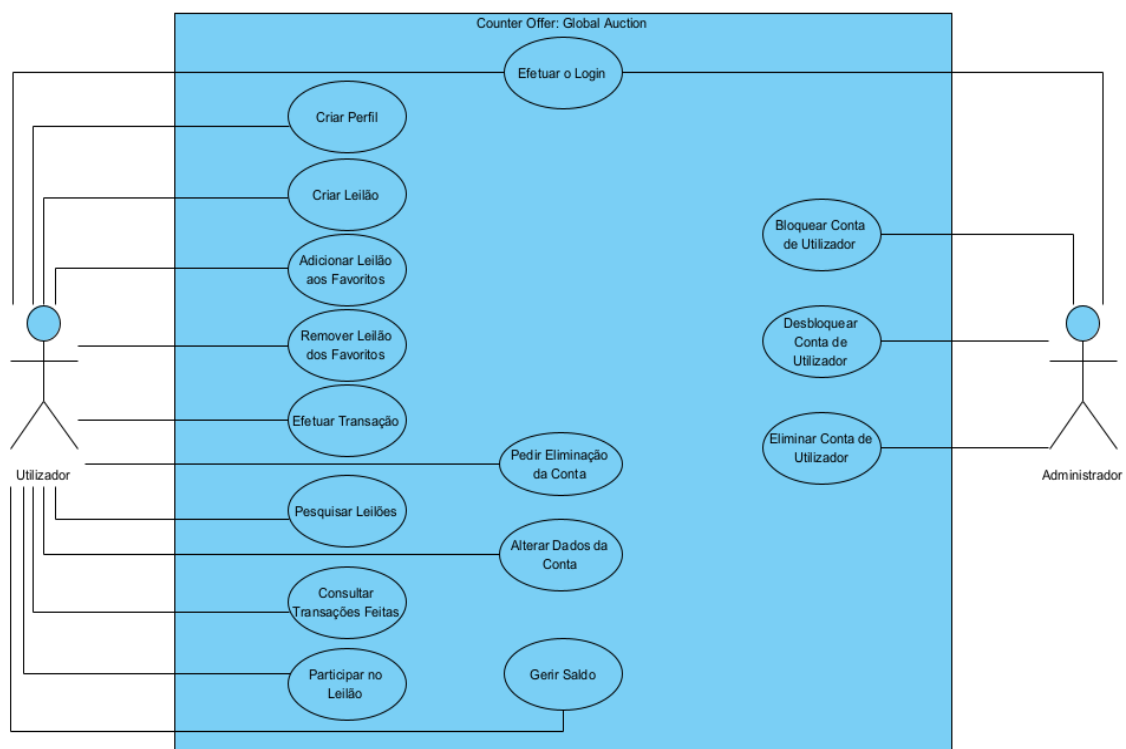 Counter Offer: Global Auction
Efetuar o Login
Criar Perfil
Criar Leilão
Bloquear Conta
de Utilizador
Adicionar Leilão
aos Favoritos
Remover Leilão
dos Favoritos
Desbloquear
Conta de
Utilizador
Efetuar Transação
Eliminar Conta de
Utilizador
Pedir Eliminação
da Conta
Utilizador
Administrador
Pesquisar Leilões
Alterar Dados da
Conta
Consultar
Transações Feitas
Participar no
Leilão
Gerir Saldo